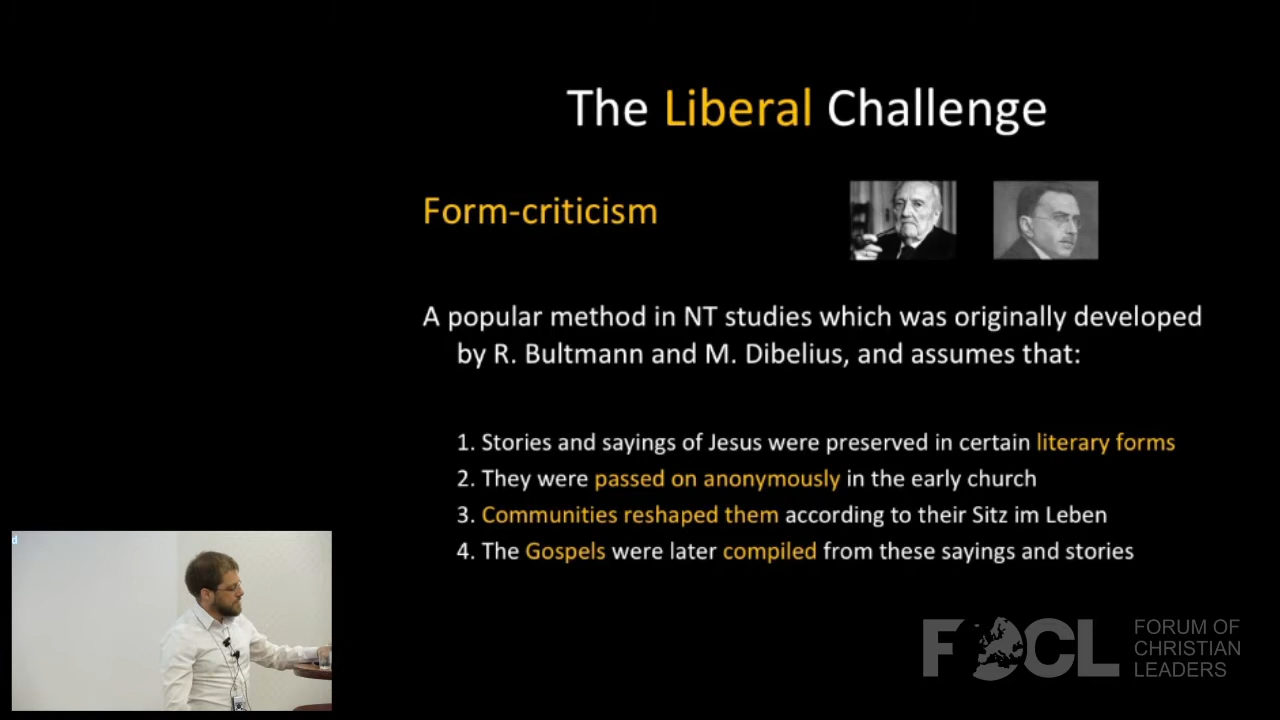 The Liberal Challenge
Form-criticism
A popular method in NT studies which was originally developed
by R. Bultmann and M. Dibelius, and assumes that:
1. Stories and sayings of Jesus were preserved in certain literary forms
2. They were passed on anonymously in the early church
3. Communities reshaped them according to their Sitz im Leben
4. The Gospels were later compiled from these sayings and stories
d
FOCL
FORUM OF
CHRISTIAN
LEADERS